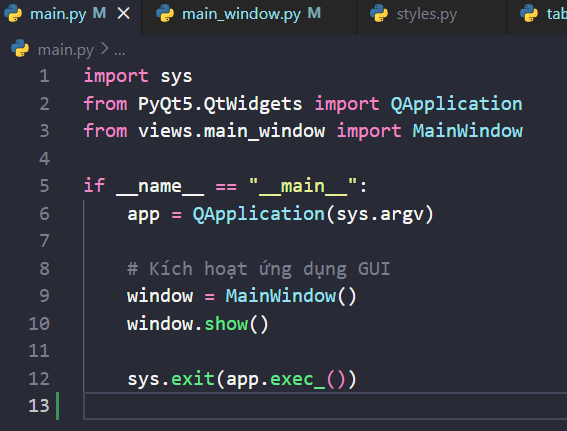 main.py M × main_window.py M styles.py tab
main.py > ...
1 import sys
2 from PyQt5.QtWidgets import QApplication
3 from views.main_window import MainWindow
4
5 if __name__ == "__main__":
6 app = QApplication(sys.argv)
7
8 # Kích hoạt ứng dụng GUI
9 window = MainWindow()
10 window.show()
11
12 sys.exit(app.exec_())
13